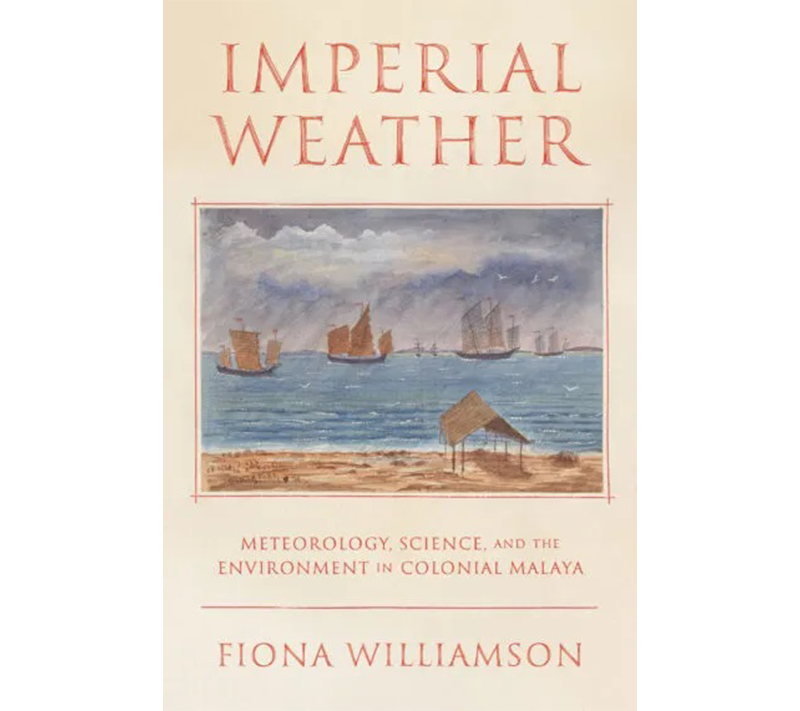 IMPERIAL
WEATHER
METEOROLOGY, SCIENCE, AND THE
ENVIRONMENT IN COLONIAL MALAYA
FIONA WILLIAMSON